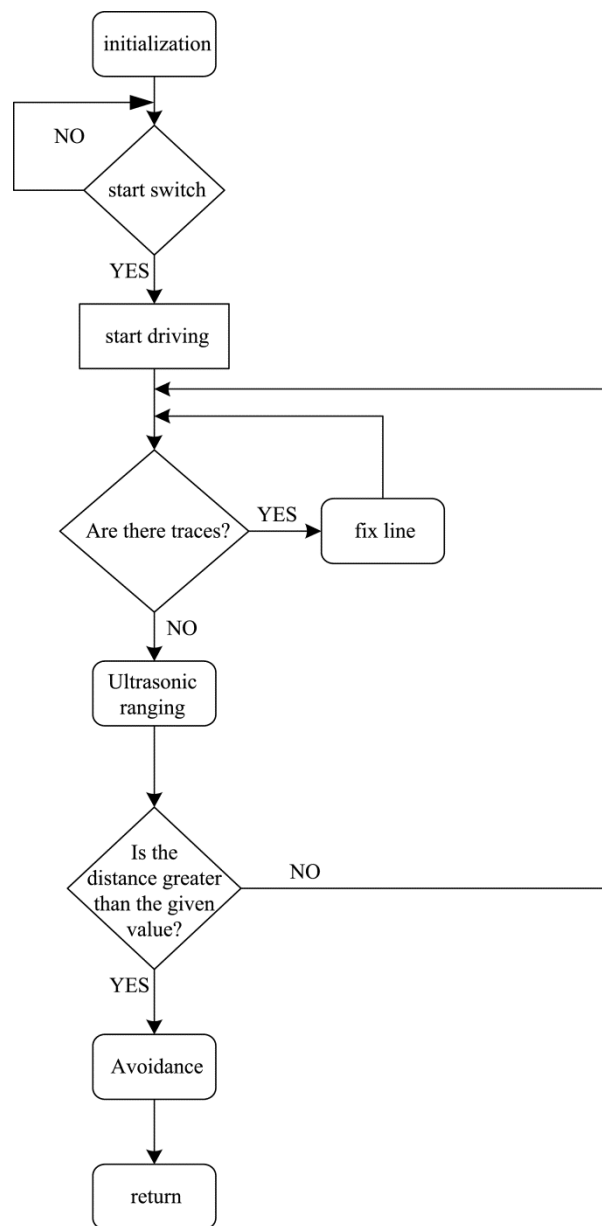 initialization
NO
start switch
YES
start driving
Are there traces?
YES
fix line
NO
Ultrasonic
ranging
Is the
distance greater
than the given
value?
NO
YES
Avoidance
return